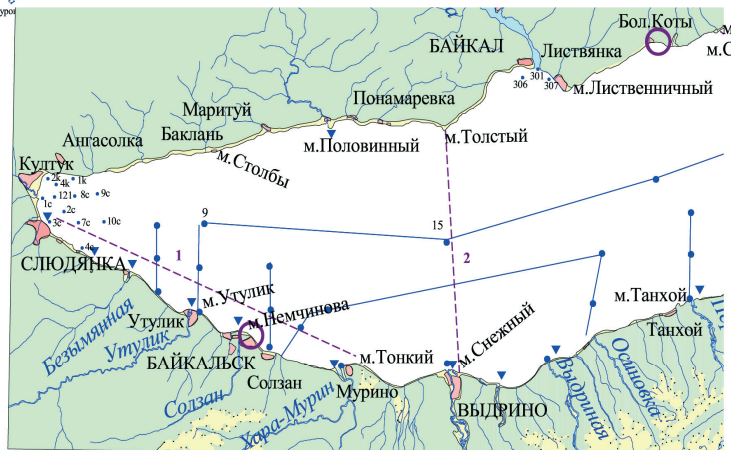 Бол.Коты
БАЙКАЛ
Листвянка
301
306
307
м.Лиственничный
Понамаревка
Маритуй
Баклань
м.Половинный
м.Толстый
Ангасолка
м.Столбы
Култук
2k
1k
4k
121
8c
9c
1c
2c
3c
7c
10c
4c
9
15
1
2
СЛЮДЯНКА
м.Утулик
м.Немчинова
Безымянная
Утулик
Утулик
БАЙКАЛЬСК
Солзан
Солзан
Хара-Мурин
Мурино
м.Тонкий
м.Снежный
ВЫДРИНО
Выдриная
Осиновка
м.Танхой
Танхой